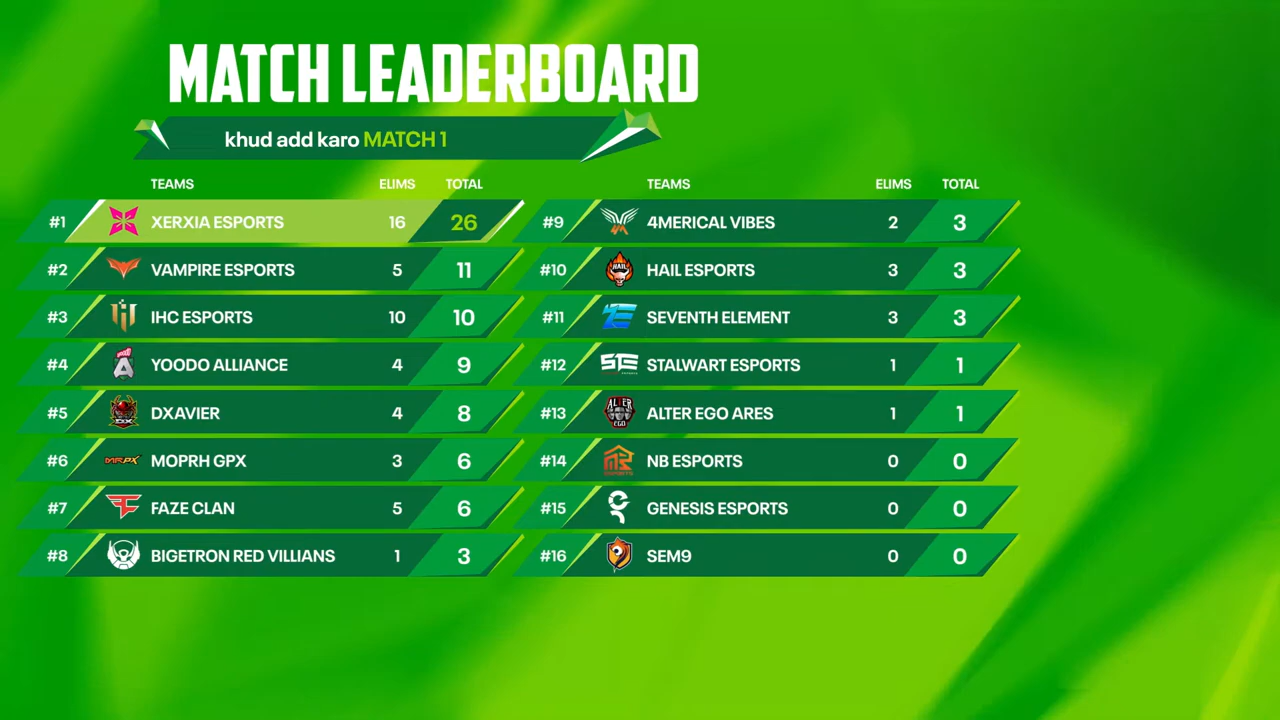 MATCH LEADERBOARD
khud add karo MATCH 1
TEAMS ELIMS TOTAL
#1 XERXIA ESPORTS 16 26
#2 VAMPIRE ESPORTS 5 11
#3 IHC ESPORTS 10 10
#4 YOODO ALLIANCE 4 9
#5 DXAVIER 4 8
#6 MOPRH GPX 3 6
#7 FAZE CLAN 5 6
#8 BIGETRON RED VILLIANS 1 3
TEAMS ELIMS TOTAL
#9 4MERICAL VIBES 2 3
#10 HAIL HAIL ESPORTS 3 3
#11 SEVENTH ELEMENT 3 3
#12 STALWART ESPORTS 1 1
#13 ALTER EGO ALTER EGO ARES 1 1
#14 NB ESPORTS 0 0
#15 GENESIS ESPORTS 0 0
#16 SEM9 0 0